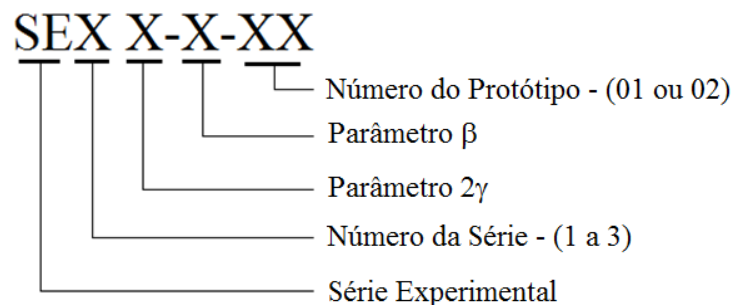 SEX X-X-XX
Número do Protótipo - (01 ou 02)
Parâmetro β
Parâmetro 2γ
Número da Série - (1 a 3)
Série Experimental